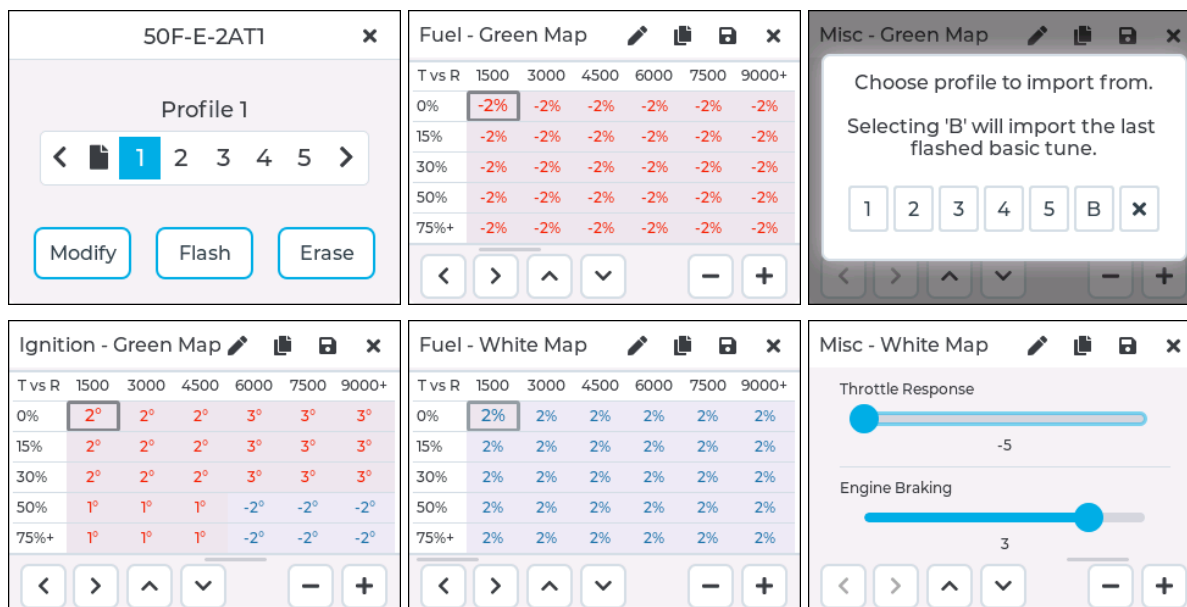 50F-E-2AT1
Profile 1
1 2 3 4 5
Modify Flash Erase
Fuel - Green Map
T vs R 1500 3000 4500 6000 7500 9000+
0% -2% -2% -2% -2% -2% -2%
15% -2% -2% -2% -2% -2% -2%
30% -2% -2% -2% -2% -2% -2%
50% -2% -2% -2% -2% -2% -2%
75%+ -2% -2% -2% -2% -2% -2%
Misc - Green Map
Choose profile to import from.
Selecting 'B' will import the last
flashed basic tune.
1 2 3 4 5 B
Ignition - Green Map
T vs R 1500 3000 4500 6000 7500 9000+
0% 2° 2° 2° 3° 3° 3°
15% 2° 2° 2° 3° 3° 3°
30% 2° 2° 2° 3° 3° 3°
50% 1° 1° 1° -2° -2° -2°
75%+ 1° 1° 1° -2° -2° -2°
Fuel - White Map
T vs R 1500 3000 4500 6000 7500 9000+
0% 2% 2% 2% 2% 2% 2%
15% 2% 2% 2% 2% 2% 2%
30% 2% 2% 2% 2% 2% 2%
50% 2% 2% 2% 2% 2% 2%
75%+ 2% 2% 2% 2% 2% 2%
Misc - White Map
Throttle Response
-5
Engine Braking
3